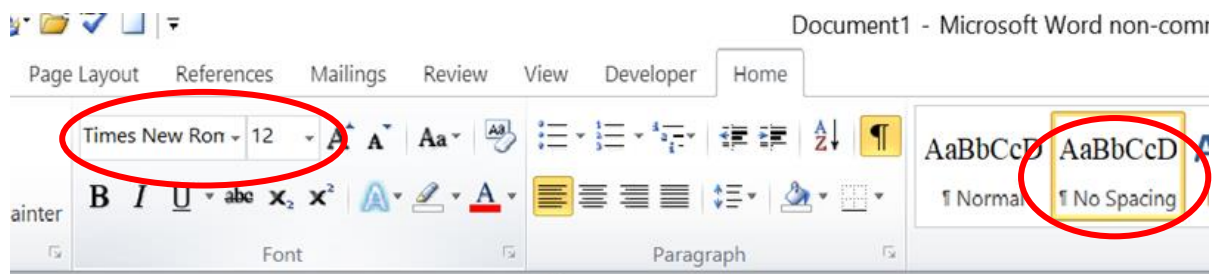 Document1 - Microsoft Word non-comm
Page Layout References Mailings Review View Developer Home
Times New Ron 12 A A Aa
B I U abc x₂ x² A A
AaBbCcD AaBbCcD
ainter
¶ Normal ¶ No Spacing
Font Paragraph